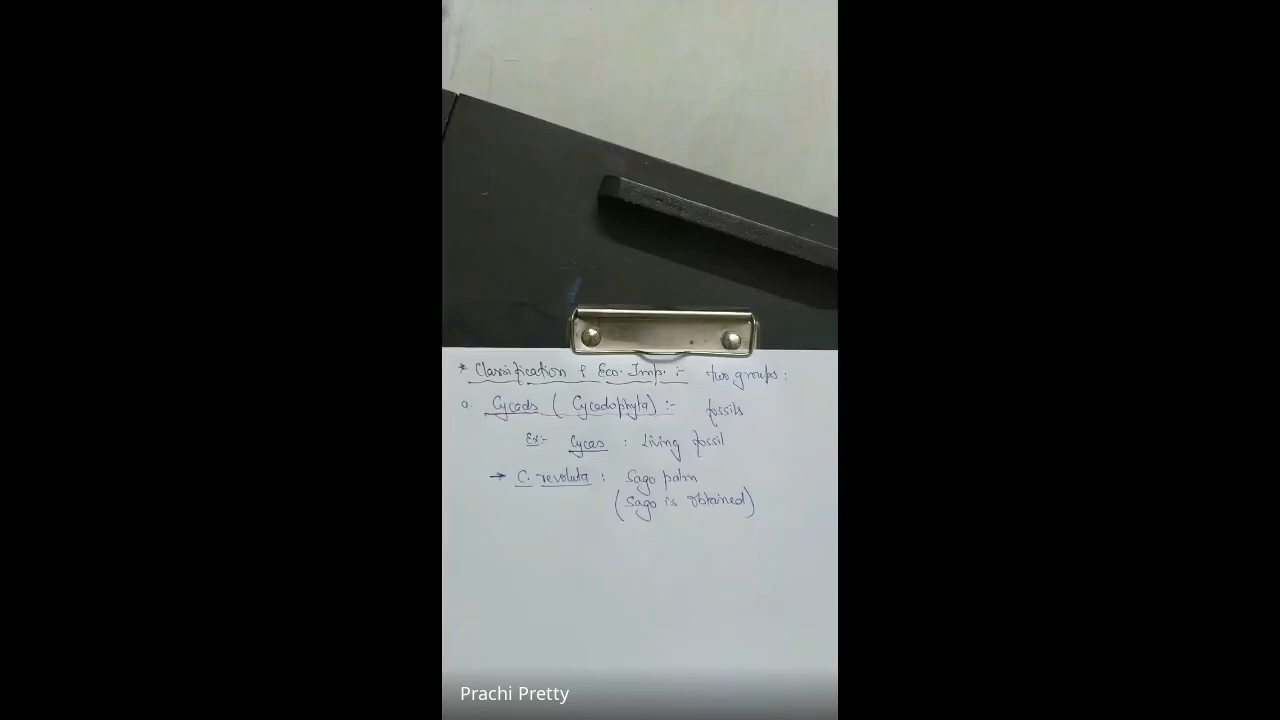 * Classification & Eco. Imp. :- two groups :
a. Cycads ( Cycadophyta) :- fossils
Ex:- Cycas : Living fossil
→ C. revoluta : Sago palm
(Sago is obtained)
Prachi Pretty